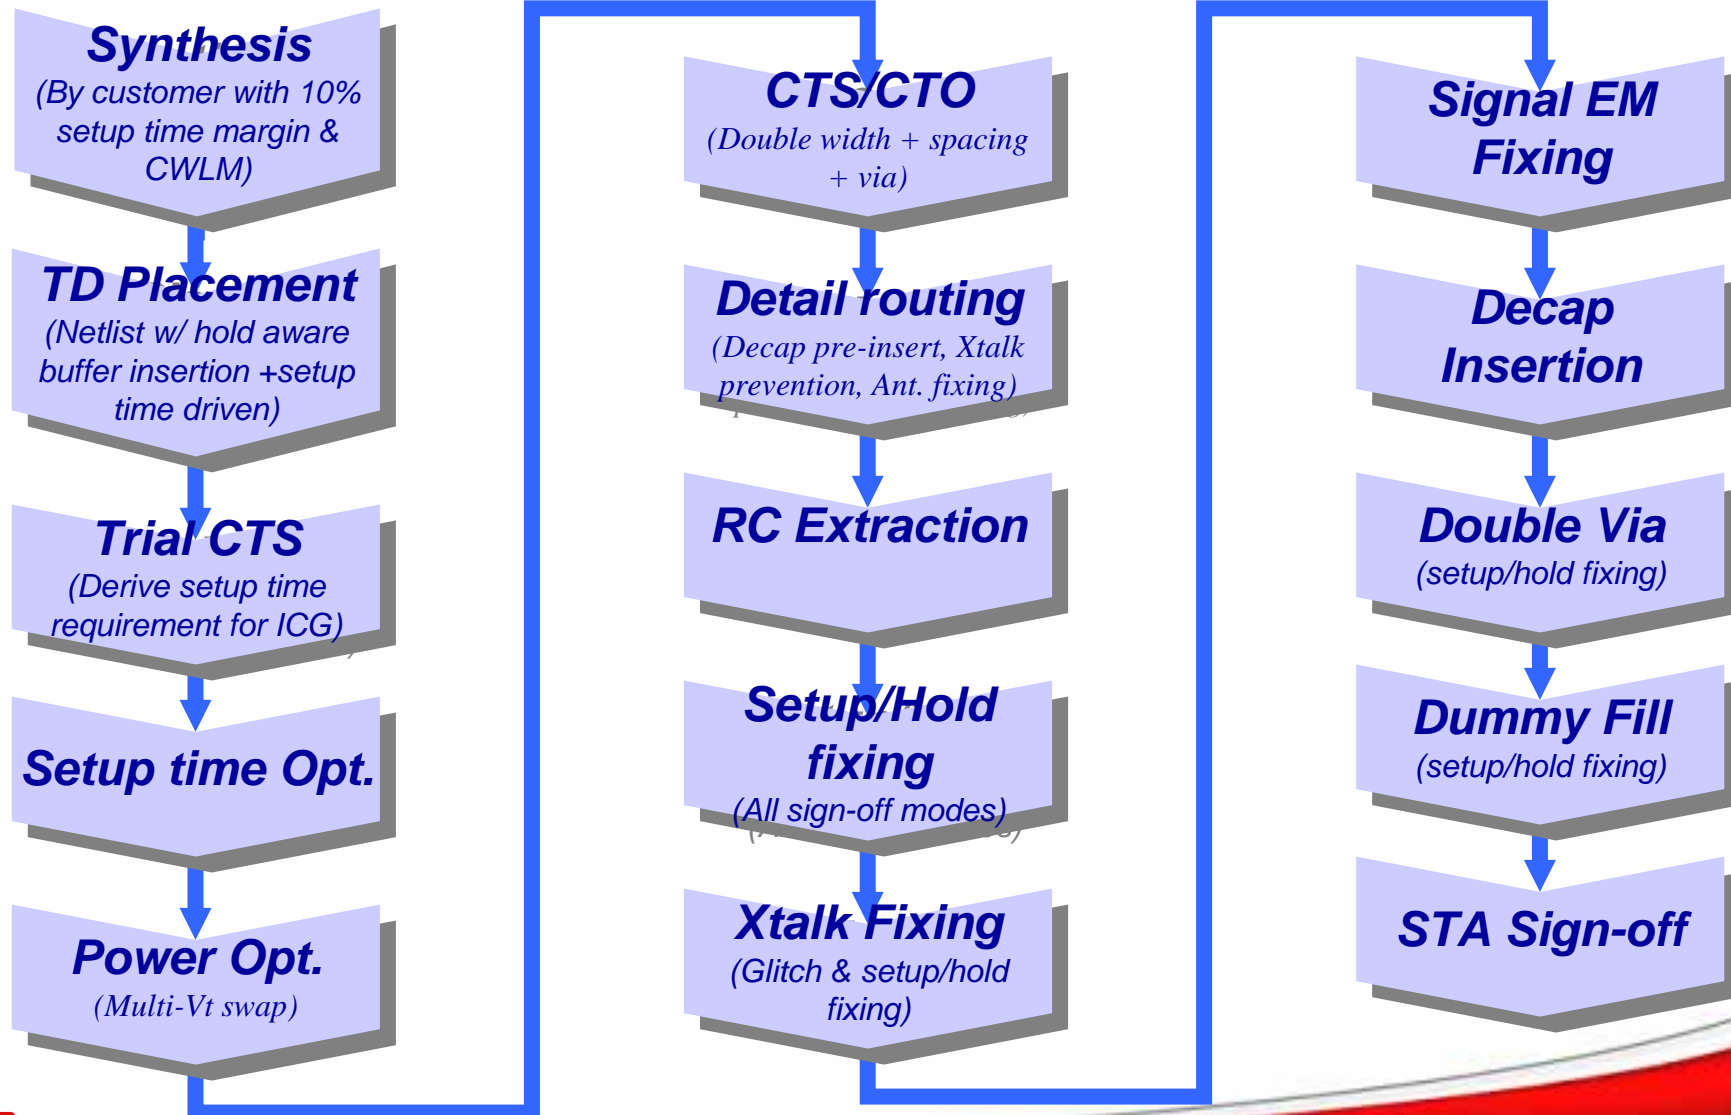 Synthesis
(By customer with 10%
setup time margin &
CWLM)
TD Placement
(Netlist w/ hold aware
buffer insertion +setup
time driven)
Trial CTS
(Derive setup time
requirement for ICG)
Setup time Opt.
Power Opt.
(Multi-Vt swap)
CTS/CTO
(Double width + spacing
+ via)
Detail routing
(Decap pre-insert, Xtalk
prevention, Ant. fixing)
RC Extraction
Setup/Hold
fixing
(All sign-off modes)
Xtalk Fixing
(Glitch & setup/hold
fixing)
Signal EM
Fixing
Decap
Insertion
Double Via
(setup/hold fixing)
Dummy Fill
(setup/hold fixing)
STA Sign-off